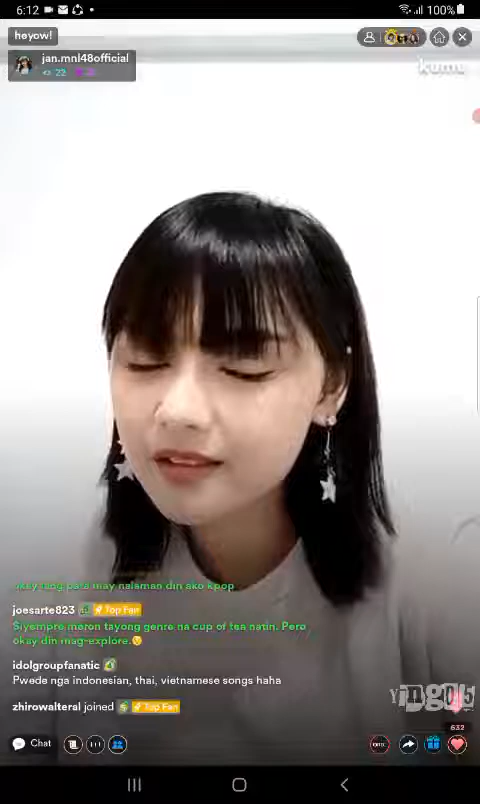 6:12
100%
heyow!
jan.mnl48official
22
kumu
okay lang para may nalaman din ako kpop
joesarte823 Top Fan
Siyempre meron tayong genre na cup of tea natin. Pero
okay din mag-explore.
idolgroupfanatic
Pwede nga indonesian, thai, vietnamese songs haha
zhirowalteral joined Top Fan
632
Chat